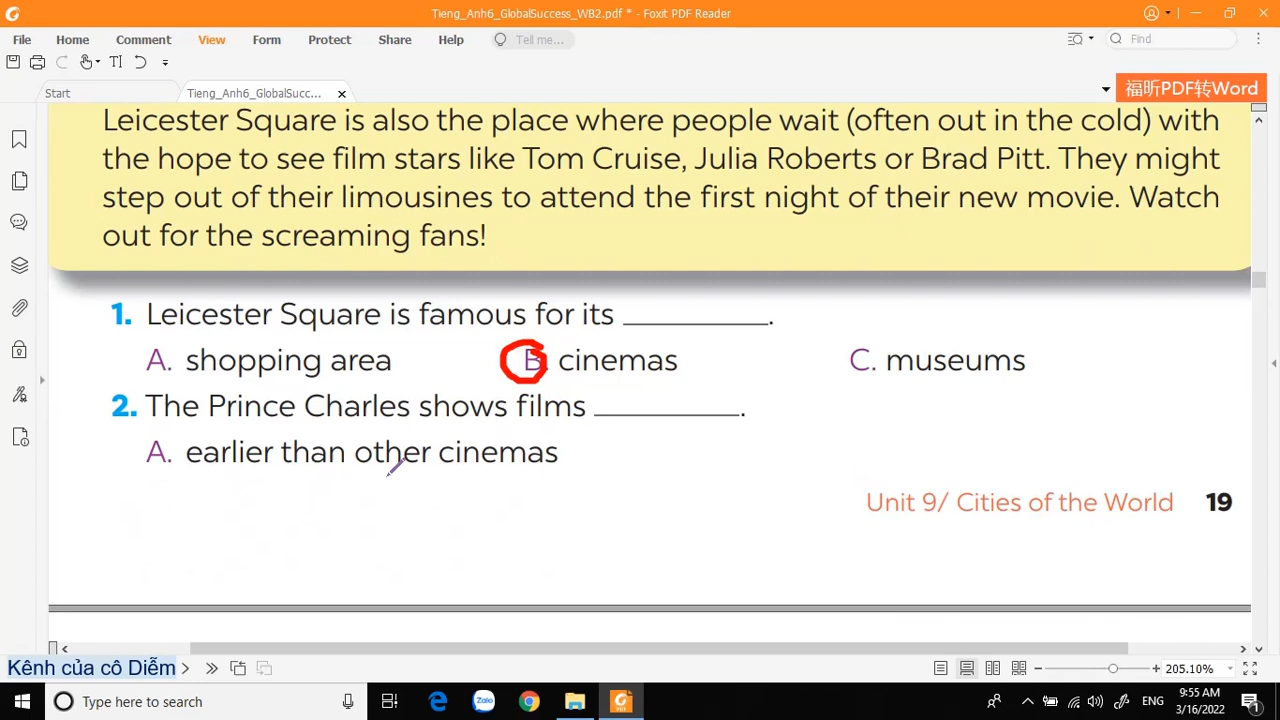 Tieng_Anh6_GlobalSuccess_WB2.pdf * - Foxit PDF Reader
File Home Comment View Form Protect Share Help Tell me... Find
Start Tieng_Anh6_GlobalSucc... 福昕PDF转Word
Leicester Square is also the place where people wait (often out in the cold) with
the hope to see film stars like Tom Cruise, Julia Roberts or Brad Pitt. They might
step out of their limousines to attend the first night of their new movie. Watch
out for the screaming fans!
1. Leicester Square is famous for its __________.
A. shopping area B. cinemas C. museums
2. The Prince Charles shows films __________.
A. earlier than other cinemas
Unit 9/ Cities of the World 19
Kênh của cô Diễm 205.10%
Type here to search Zalo ENG 9:55 AM
3/16/2022 1